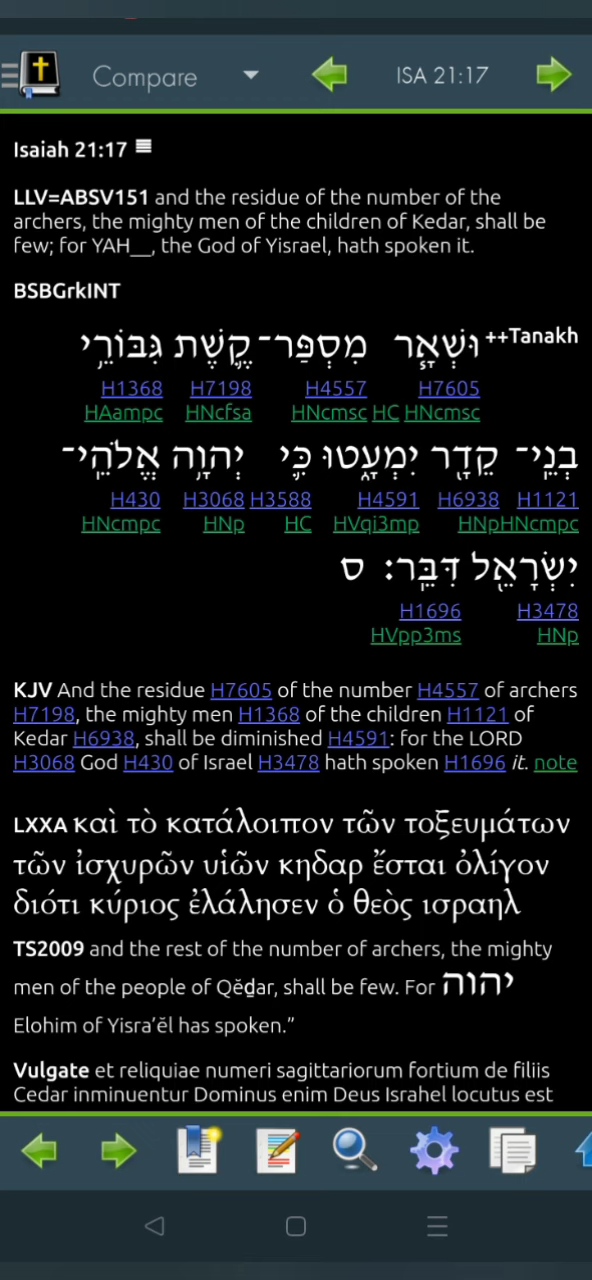 Compare
ISA 21:17
Isaiah 21:17
LLV=ABSV151 and the residue of the number of the
archers, the mighty men of the children of Kedar, shall be
few; for YAH__, the God of Yisrael, hath spoken it.
BSBGrkINT
++Tanakh וּשְׁאָ֧ר מִסְפַּר־ קֶ֛שֶׁת גִּבּוֹרֵ֥י
H1368 H7198 H4557 H7605
HAampc HNcfsa HNcmsc HC HNcmsc
בְנֵֽי־ קֵדָ֖ר יִמְעָ֑טוּ כִּ֛י יְהוָ֥ה אֱלֹהֵֽי־
H430 H3068 H3588 H4591 H6938 H1121
HNcmpc HNp HC HVqi3mp HNpHNcmpc
יִשְׂרָאֵ֖ל דִּבֵּֽר׃ ס
H1696 H3478
HVpp3ms HNp
KJV And the residue H7605 of the number H4557 of archers
H7198, the mighty men H1368 of the children H1121 of
Kedar H6938, shall be diminished H4591: for the LORD
H3068 God H430 of Israel H3478 hath spoken H1696 it. note
LXXA καὶ τὸ κατάλοιπον τῶν τοξευμάτων
τῶν ἰσχυρῶν υἱῶν κηδαρ ἔσται ὀλίγον
διότι κύριος ἐλάλησεν ὁ θεὸς ισραηλ
TS2009 and the rest of the number of archers, the mighty
men of the people of Qĕḏar, shall be few. For יהוה
Elohim of Yisra’ĕl has spoken.”
Vulgate et reliquiae numeri sagittariorum fortium de filiis
Cedar inminuentur Dominus enim Deus Israhel locutus est